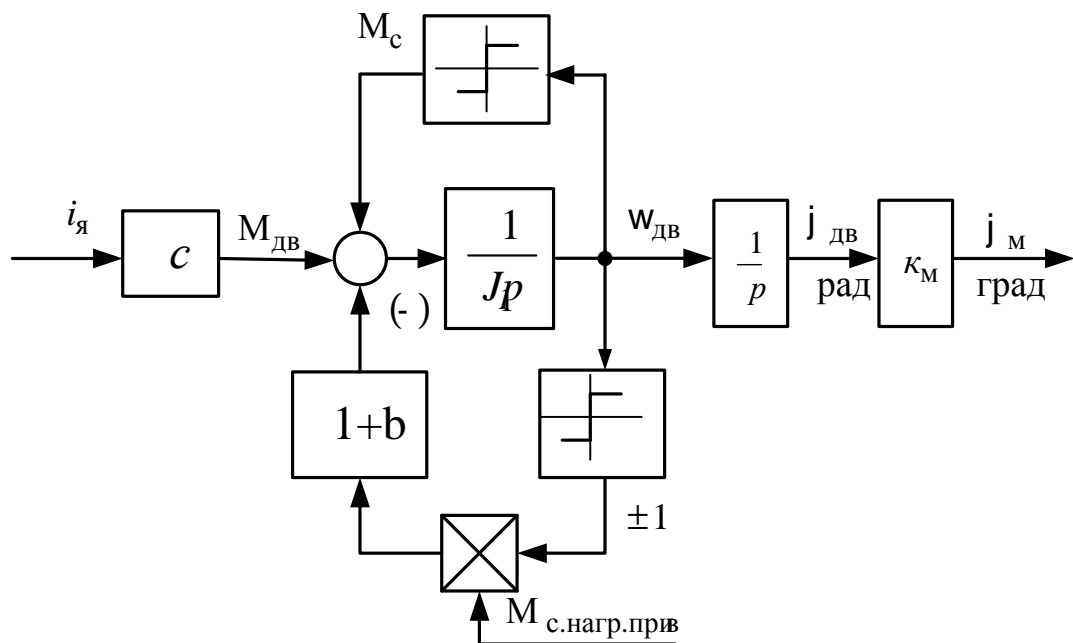 Mс
iя
c
Mдв
(-)
1
Jp
wдв
1
p
j дв
рад
км
j м
град
1+b
±1
M с.нагр.прив